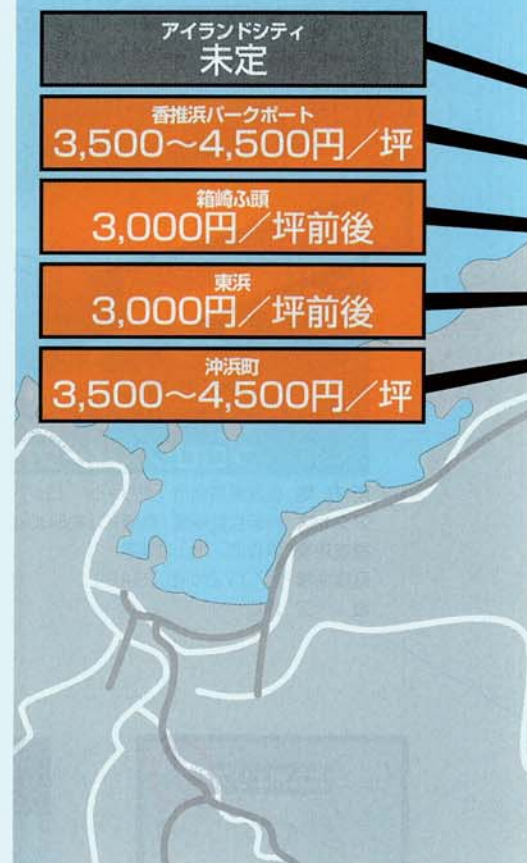 アイランドシティ
未定
香推浜パークポート
3,500～4,500円／坪
箱崎ふ頭
3,000円／坪前後
東浜
3,000円／坪前後
沖浜町
3,500～4,500円／坪